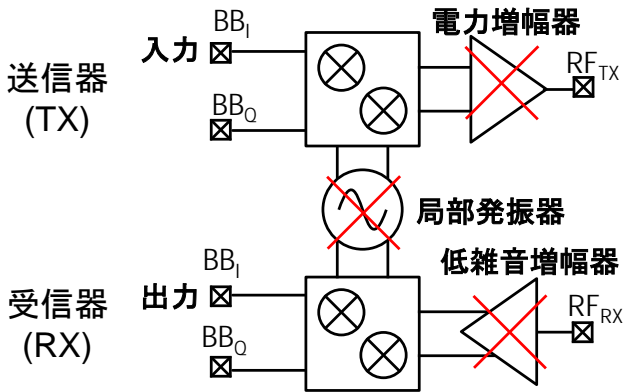 送信器
(TX)
入力
BBI
BBQ
電力増幅器
RFTX
局部発振器
受信器
(RX)
出力
BBI
BBQ
低雑音増幅器
RFRX